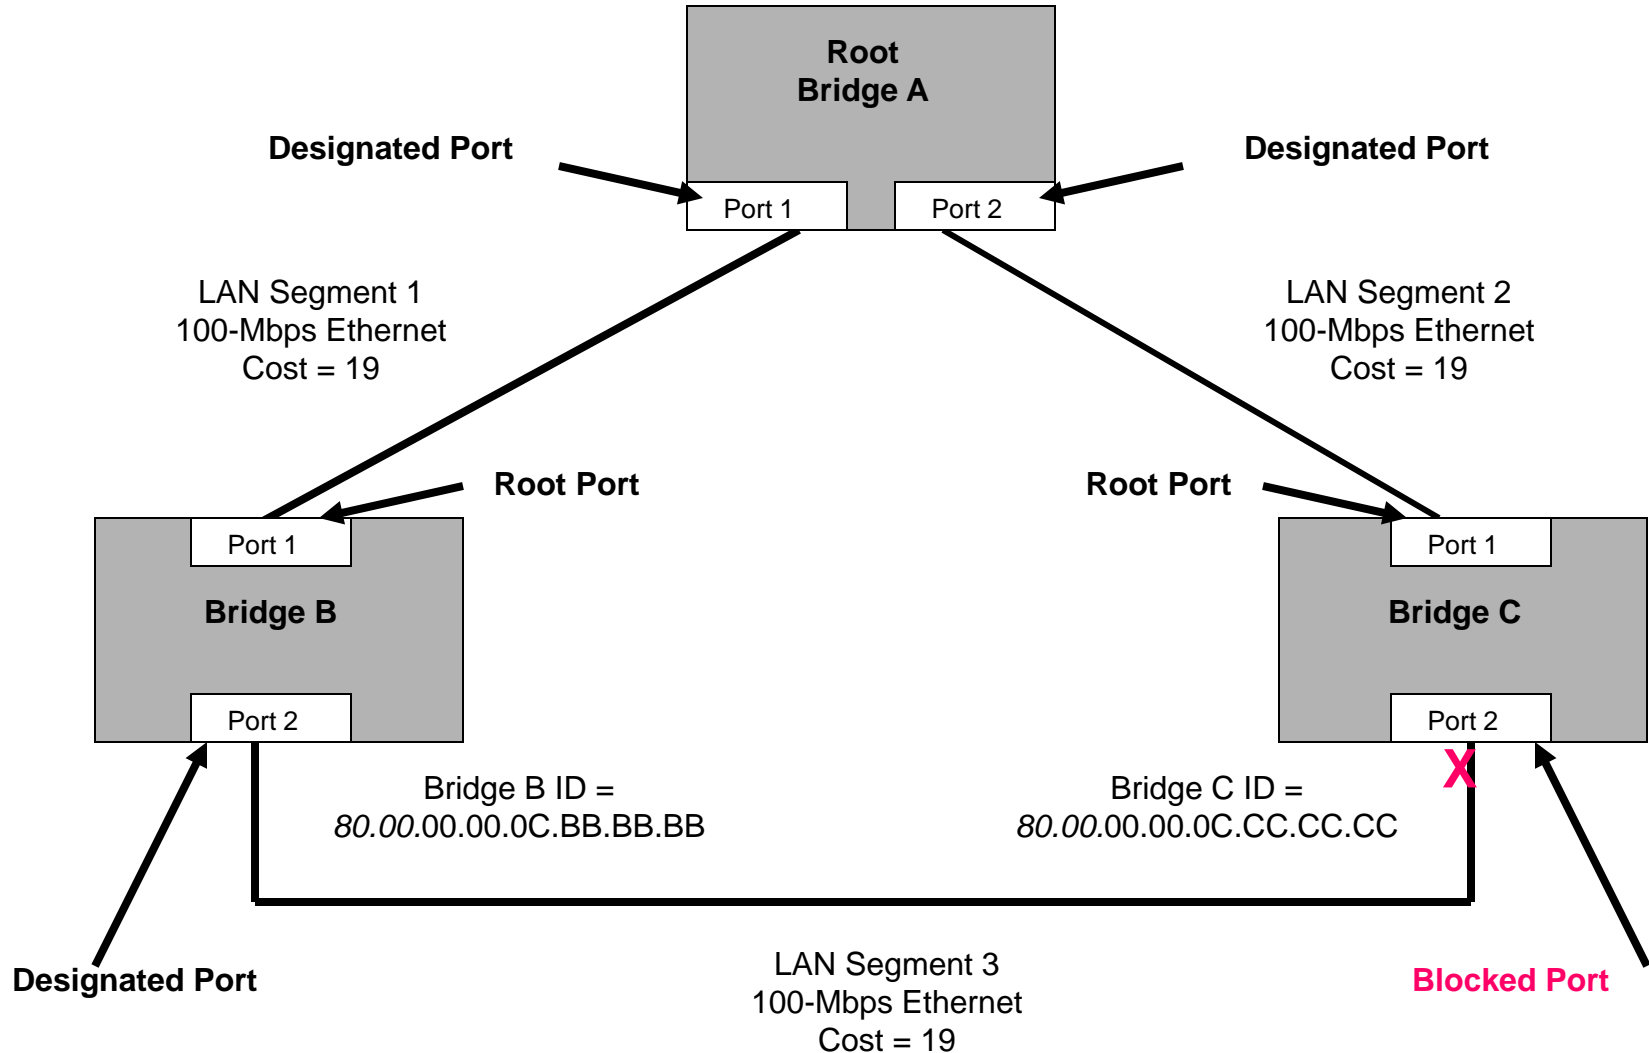 Root
Bridge A
Designated Port
Designated Port
Port 1
Port 2
LAN Segment 1
100-Mbps Ethernet
Cost = 19
LAN Segment 2
100-Mbps Ethernet
Cost = 19
Root Port
Root Port
Port 1
Bridge B
Port 2
Port 1
Bridge C
Port 2
X
Bridge B ID =
80.00.00.00.0C.BB.BB.BB
Bridge C ID =
80.00.00.00.0C.CC.CC.CC
Designated Port
LAN Segment 3
100-Mbps Ethernet
Cost = 19
Blocked Port